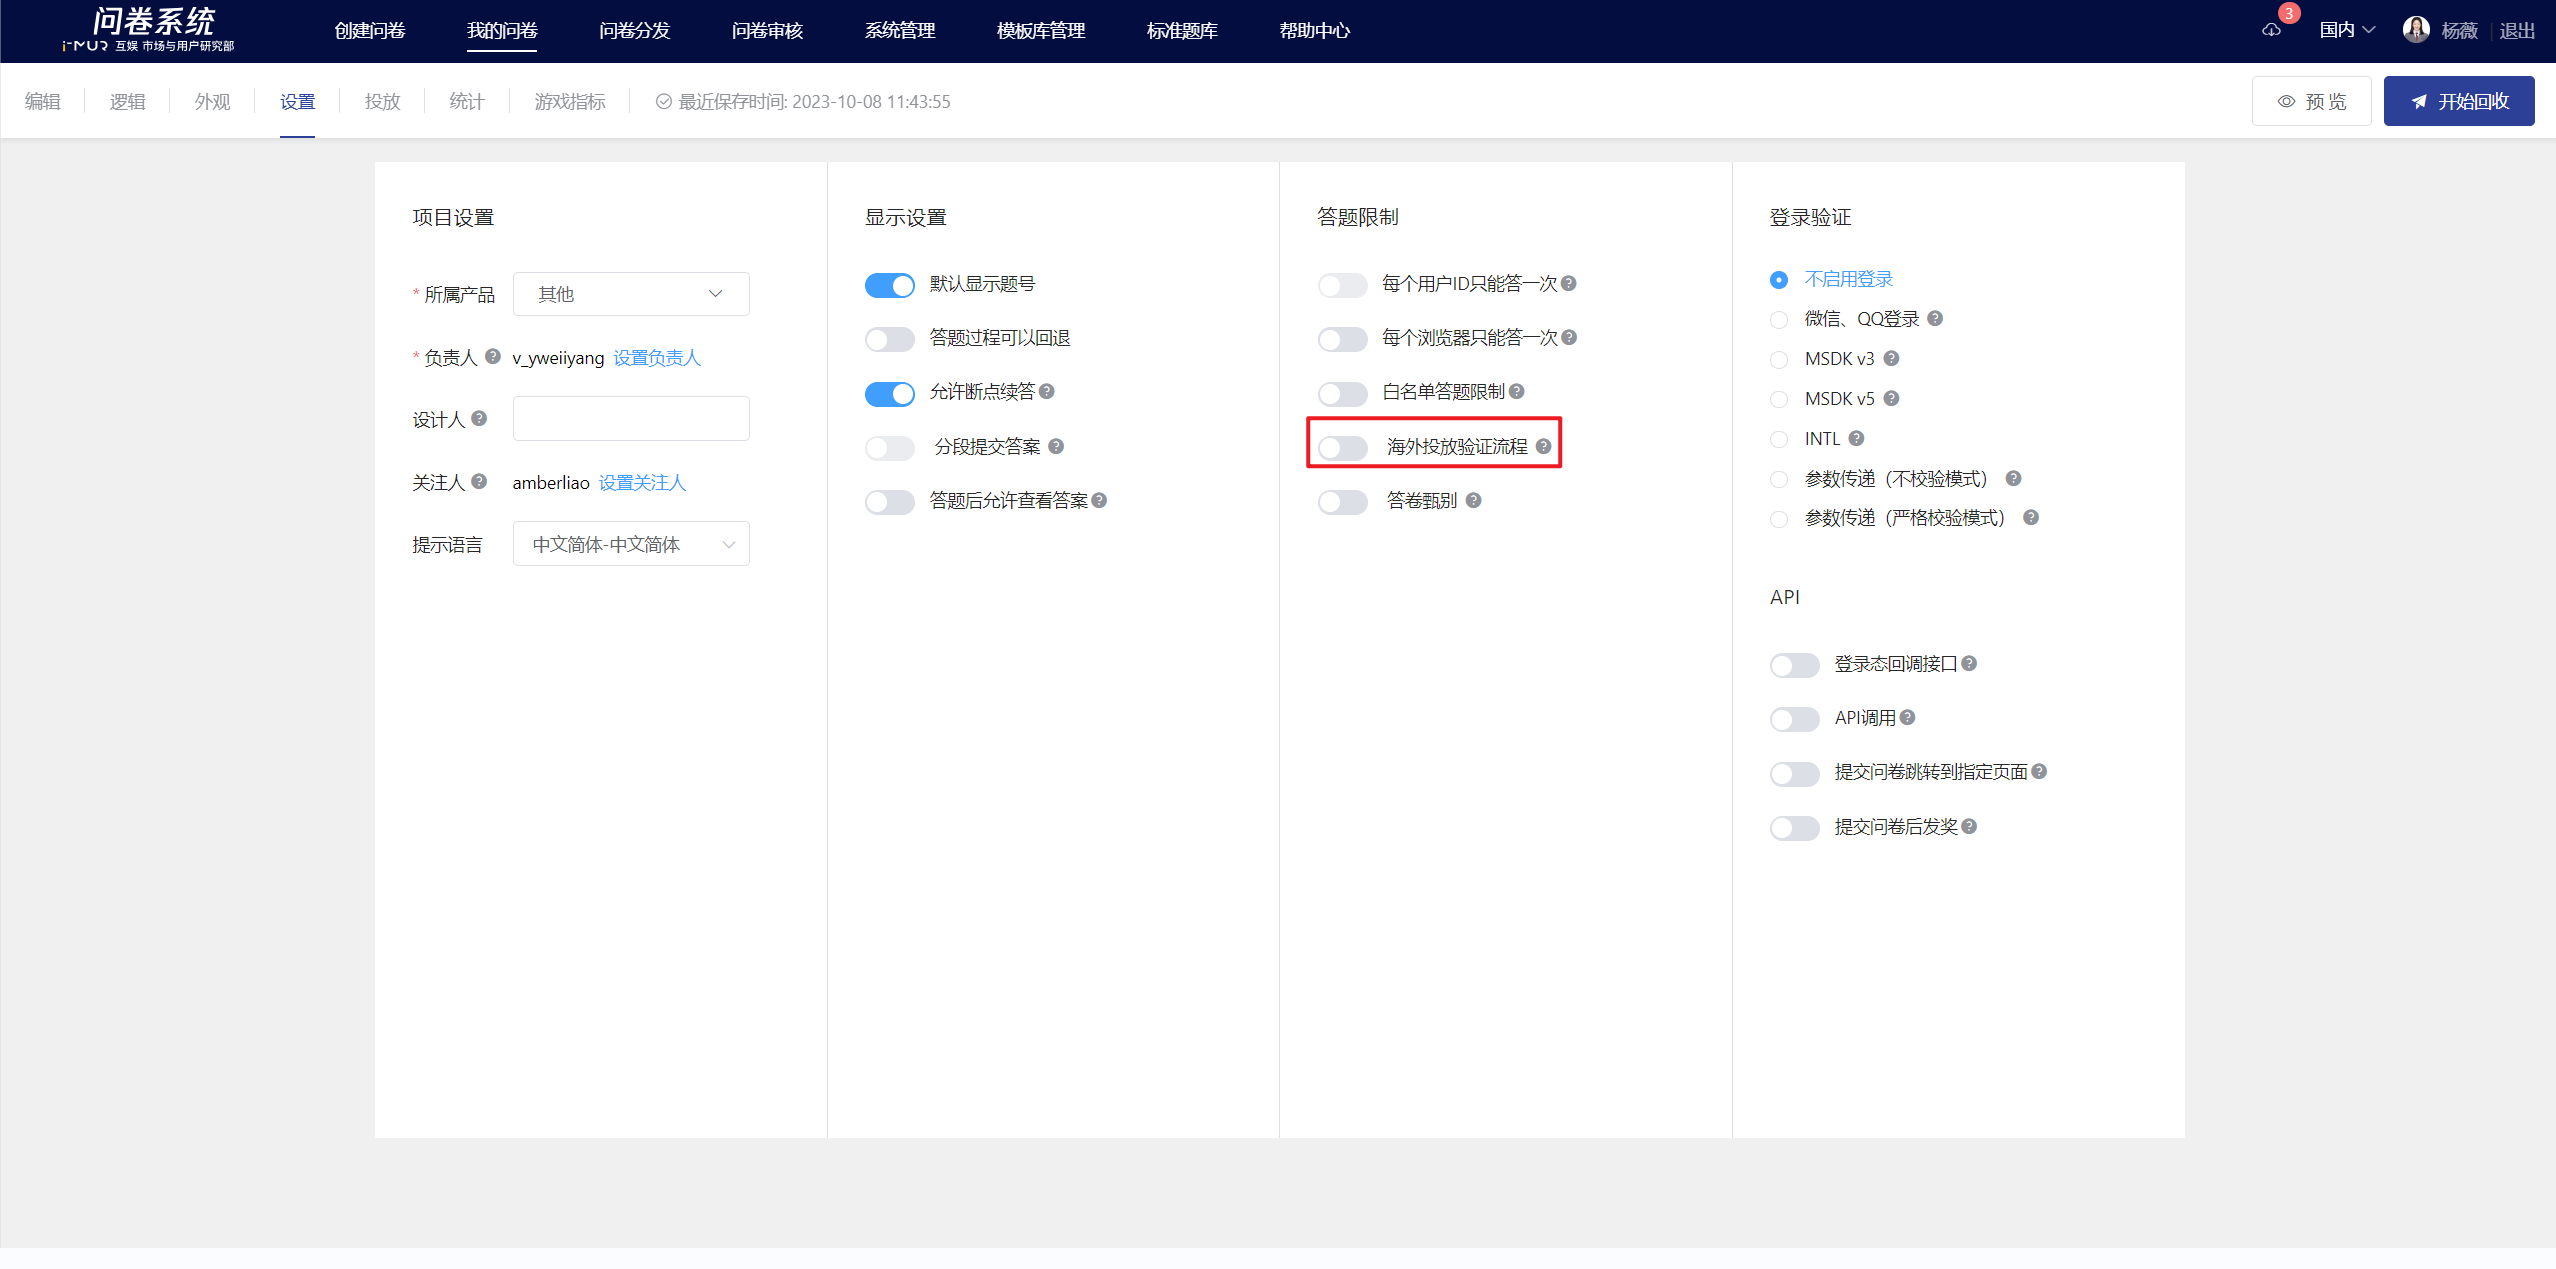 问卷系统
i-MUR 互娱 市场与用户研究部
创建问卷
我的问卷
问卷分发
问卷审核
系统管理
模板库管理
标准题库
帮助中心
3
国内
杨薇
退出
编辑
逻辑
外观
设置
投放
统计
游戏指标
最近保存时间: 2023-10-08 11:43:55
预 览
开始回收
项目设置
* 所属产品 其他
* 负责人 ? v_yweiiyang 设置负责人
设计人 ?
关注人 ? amberliao 设置关注人
提示语言 中文简体-中文简体
显示设置
默认显示题号
答题过程可以回退
允许断点续答 ?
分段提交答案 ?
答题后允许查看答案 ?
答题限制
每个用户ID只能答一次 ?
每个浏览器只能答一次 ?
白名单答题限制 ?
海外投放验证流程 ?
答卷甄别 ?
登录验证
不启用登录
微信、QQ登录 ?
MSDK v3 ?
MSDK v5 ?
INTL ?
参数传递（不校验模式） ?
参数传递（严格校验模式） ?
API
登录态回调接口 ?
API调用 ?
提交问卷跳转到指定页面 ?
提交问卷后发奖 ?